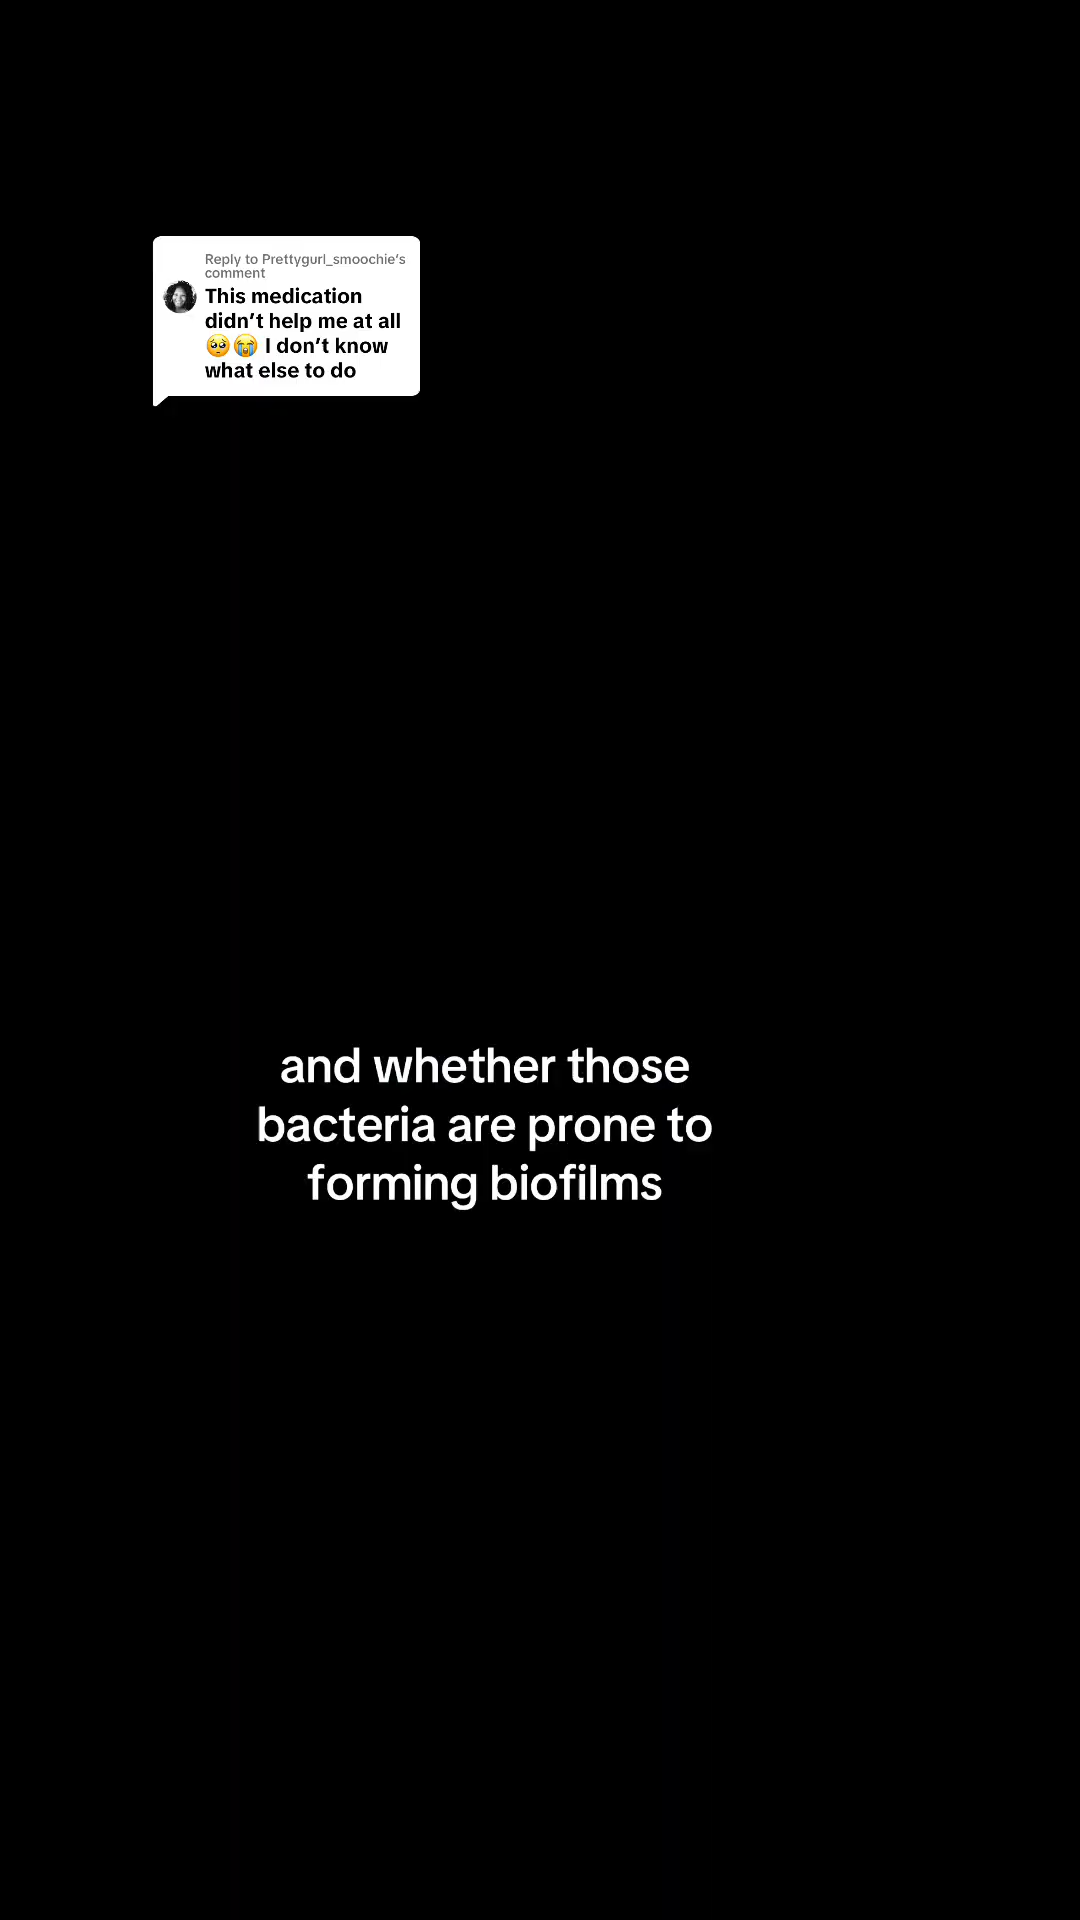 Reply to Prettygurl_smoochie’s
comment
This medication
didn’t help me at all
🥺😭 I don’t know
what else to do
and whether those
bacteria are prone to
forming biofilms